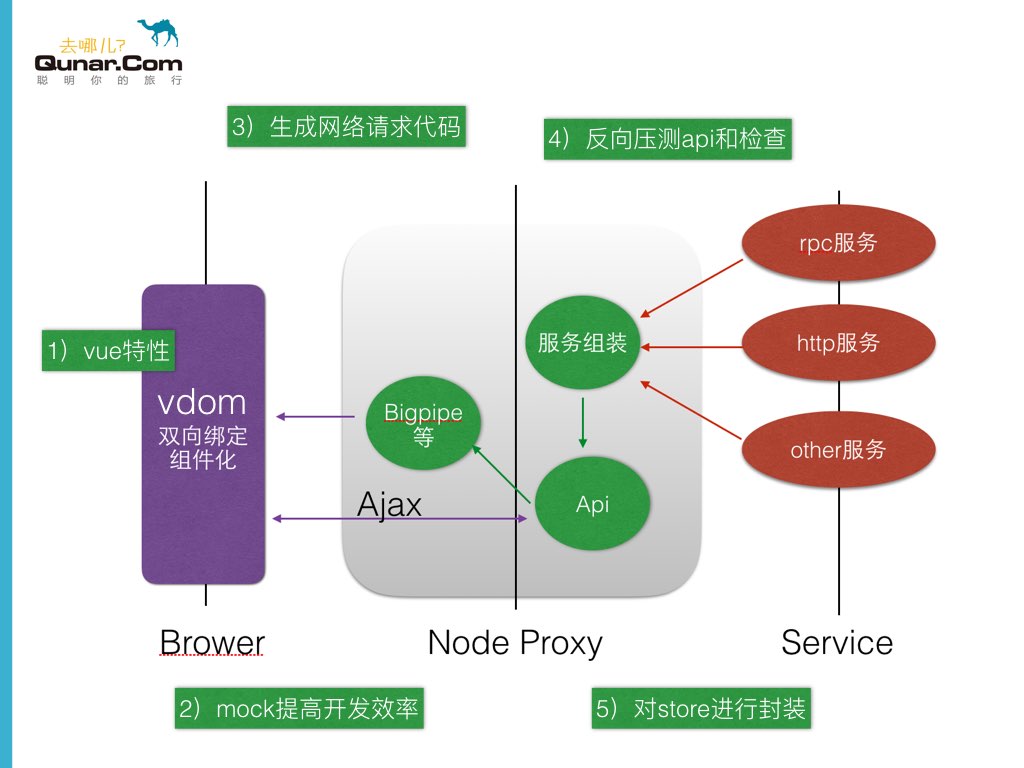 去哪儿?
Qunar.Com
聪明你的旅行
3）生成网络请求代码
4）反向压测api和检查
rpc服务
服务组装
http服务
1）vue特性
vdom
双向绑定
组件化
Bigpipe
等
other服务
Ajax
Api
Brower
Node Proxy
Service
2）mock提高开发效率
5）对store进行封装